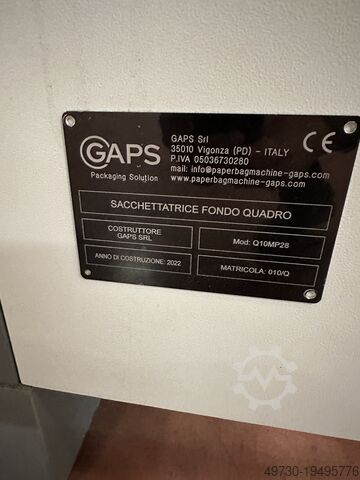 GAPS
Packaging Solution
GAPS Srl
35010 Vigonza (PD) - ITALY
P.IVA 05036730280
mail: info@paperbagmachine-gaps.com
www.paperbagmachine-gaps.com
CE
SACCHETTATRICE FONDO QUADRO
COSTRUTTORE
GAPS SRL
Mod: Q10MP28
ANNO DI COSTRUZIONE: 2022
MATRICOLA: 010/Q
49730-19495776